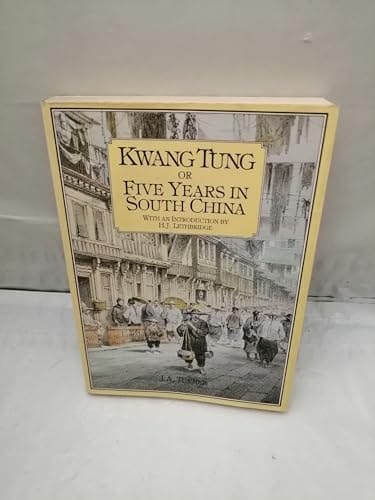 KWANG TUNG
OR
FIVE YEARS IN
SOUTH CHINA
WITH AN INTRODUCTION BY
H.J. LETHBRIDGE
J.A. TURNER